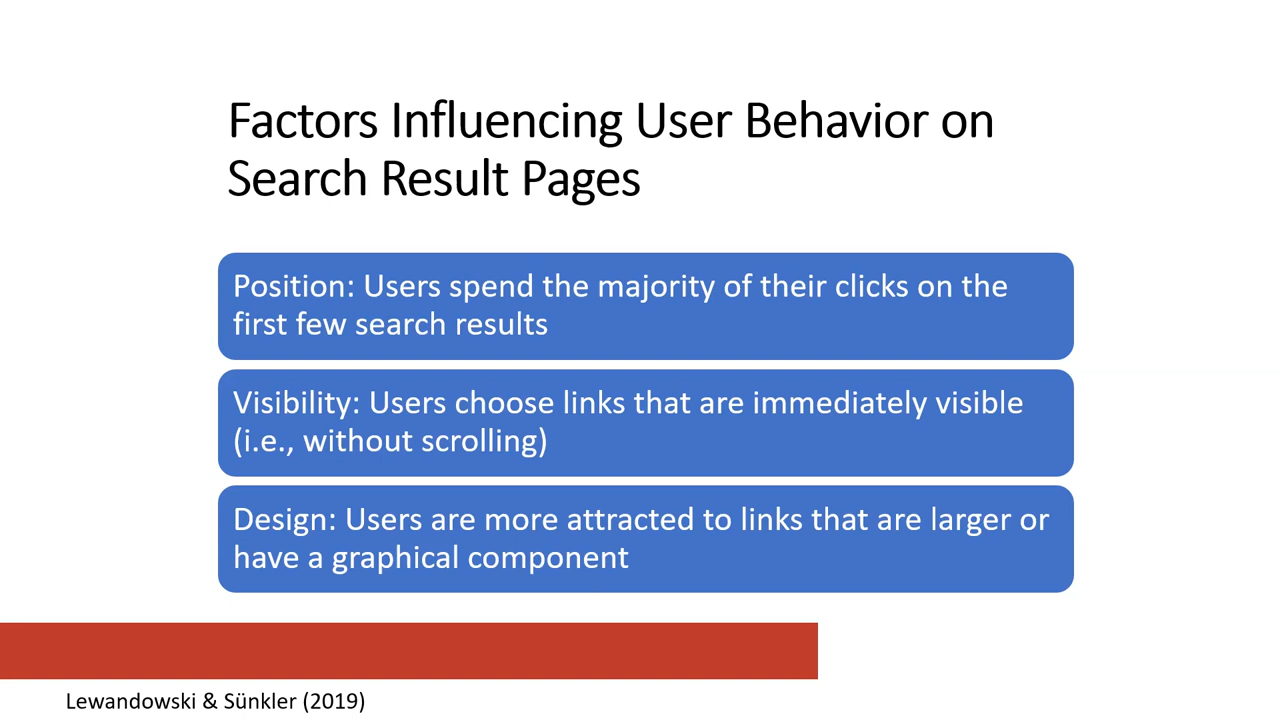 Factors Influencing User Behavior on
Search Result Pages
Position: Users spend the majority of their clicks on the
first few search results
Visibility: Users choose links that are immediately visible
(i.e., without scrolling)
Design: Users are more attracted to links that are larger or
have a graphical component
Lewandowski & Sünkler (2019)